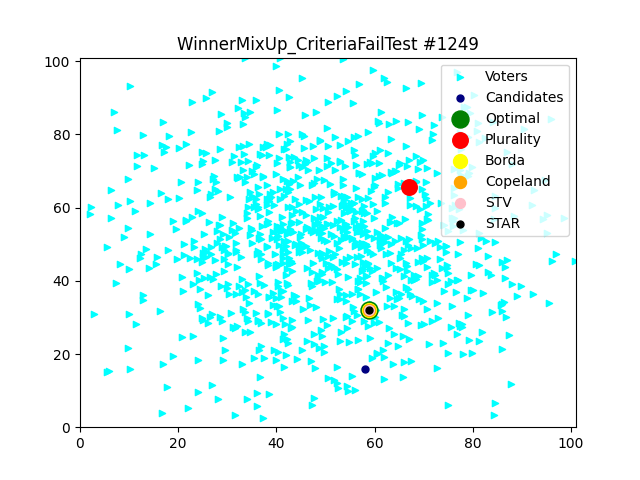 WinnerMixUp_CriteriaFailTest #1249
100
80
60
40
20
0
0
20
40
60
80
100
Voters
Candidates
Optimal
Plurality
Borda
Copeland
STV
STAR